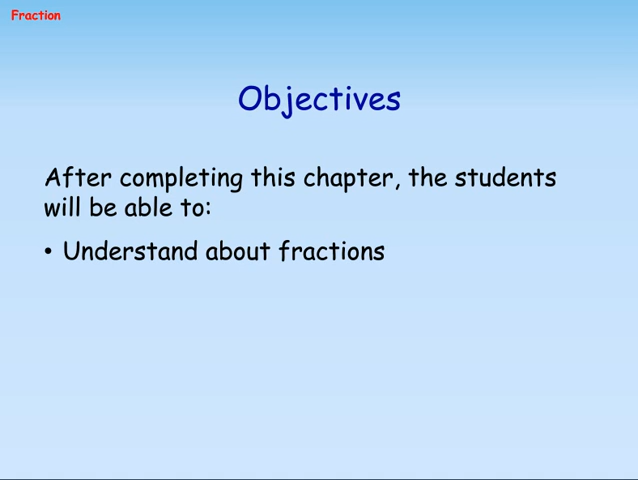 Fraction
Objectives
After completing this chapter, the students
will be able to:
• Understand about fractions